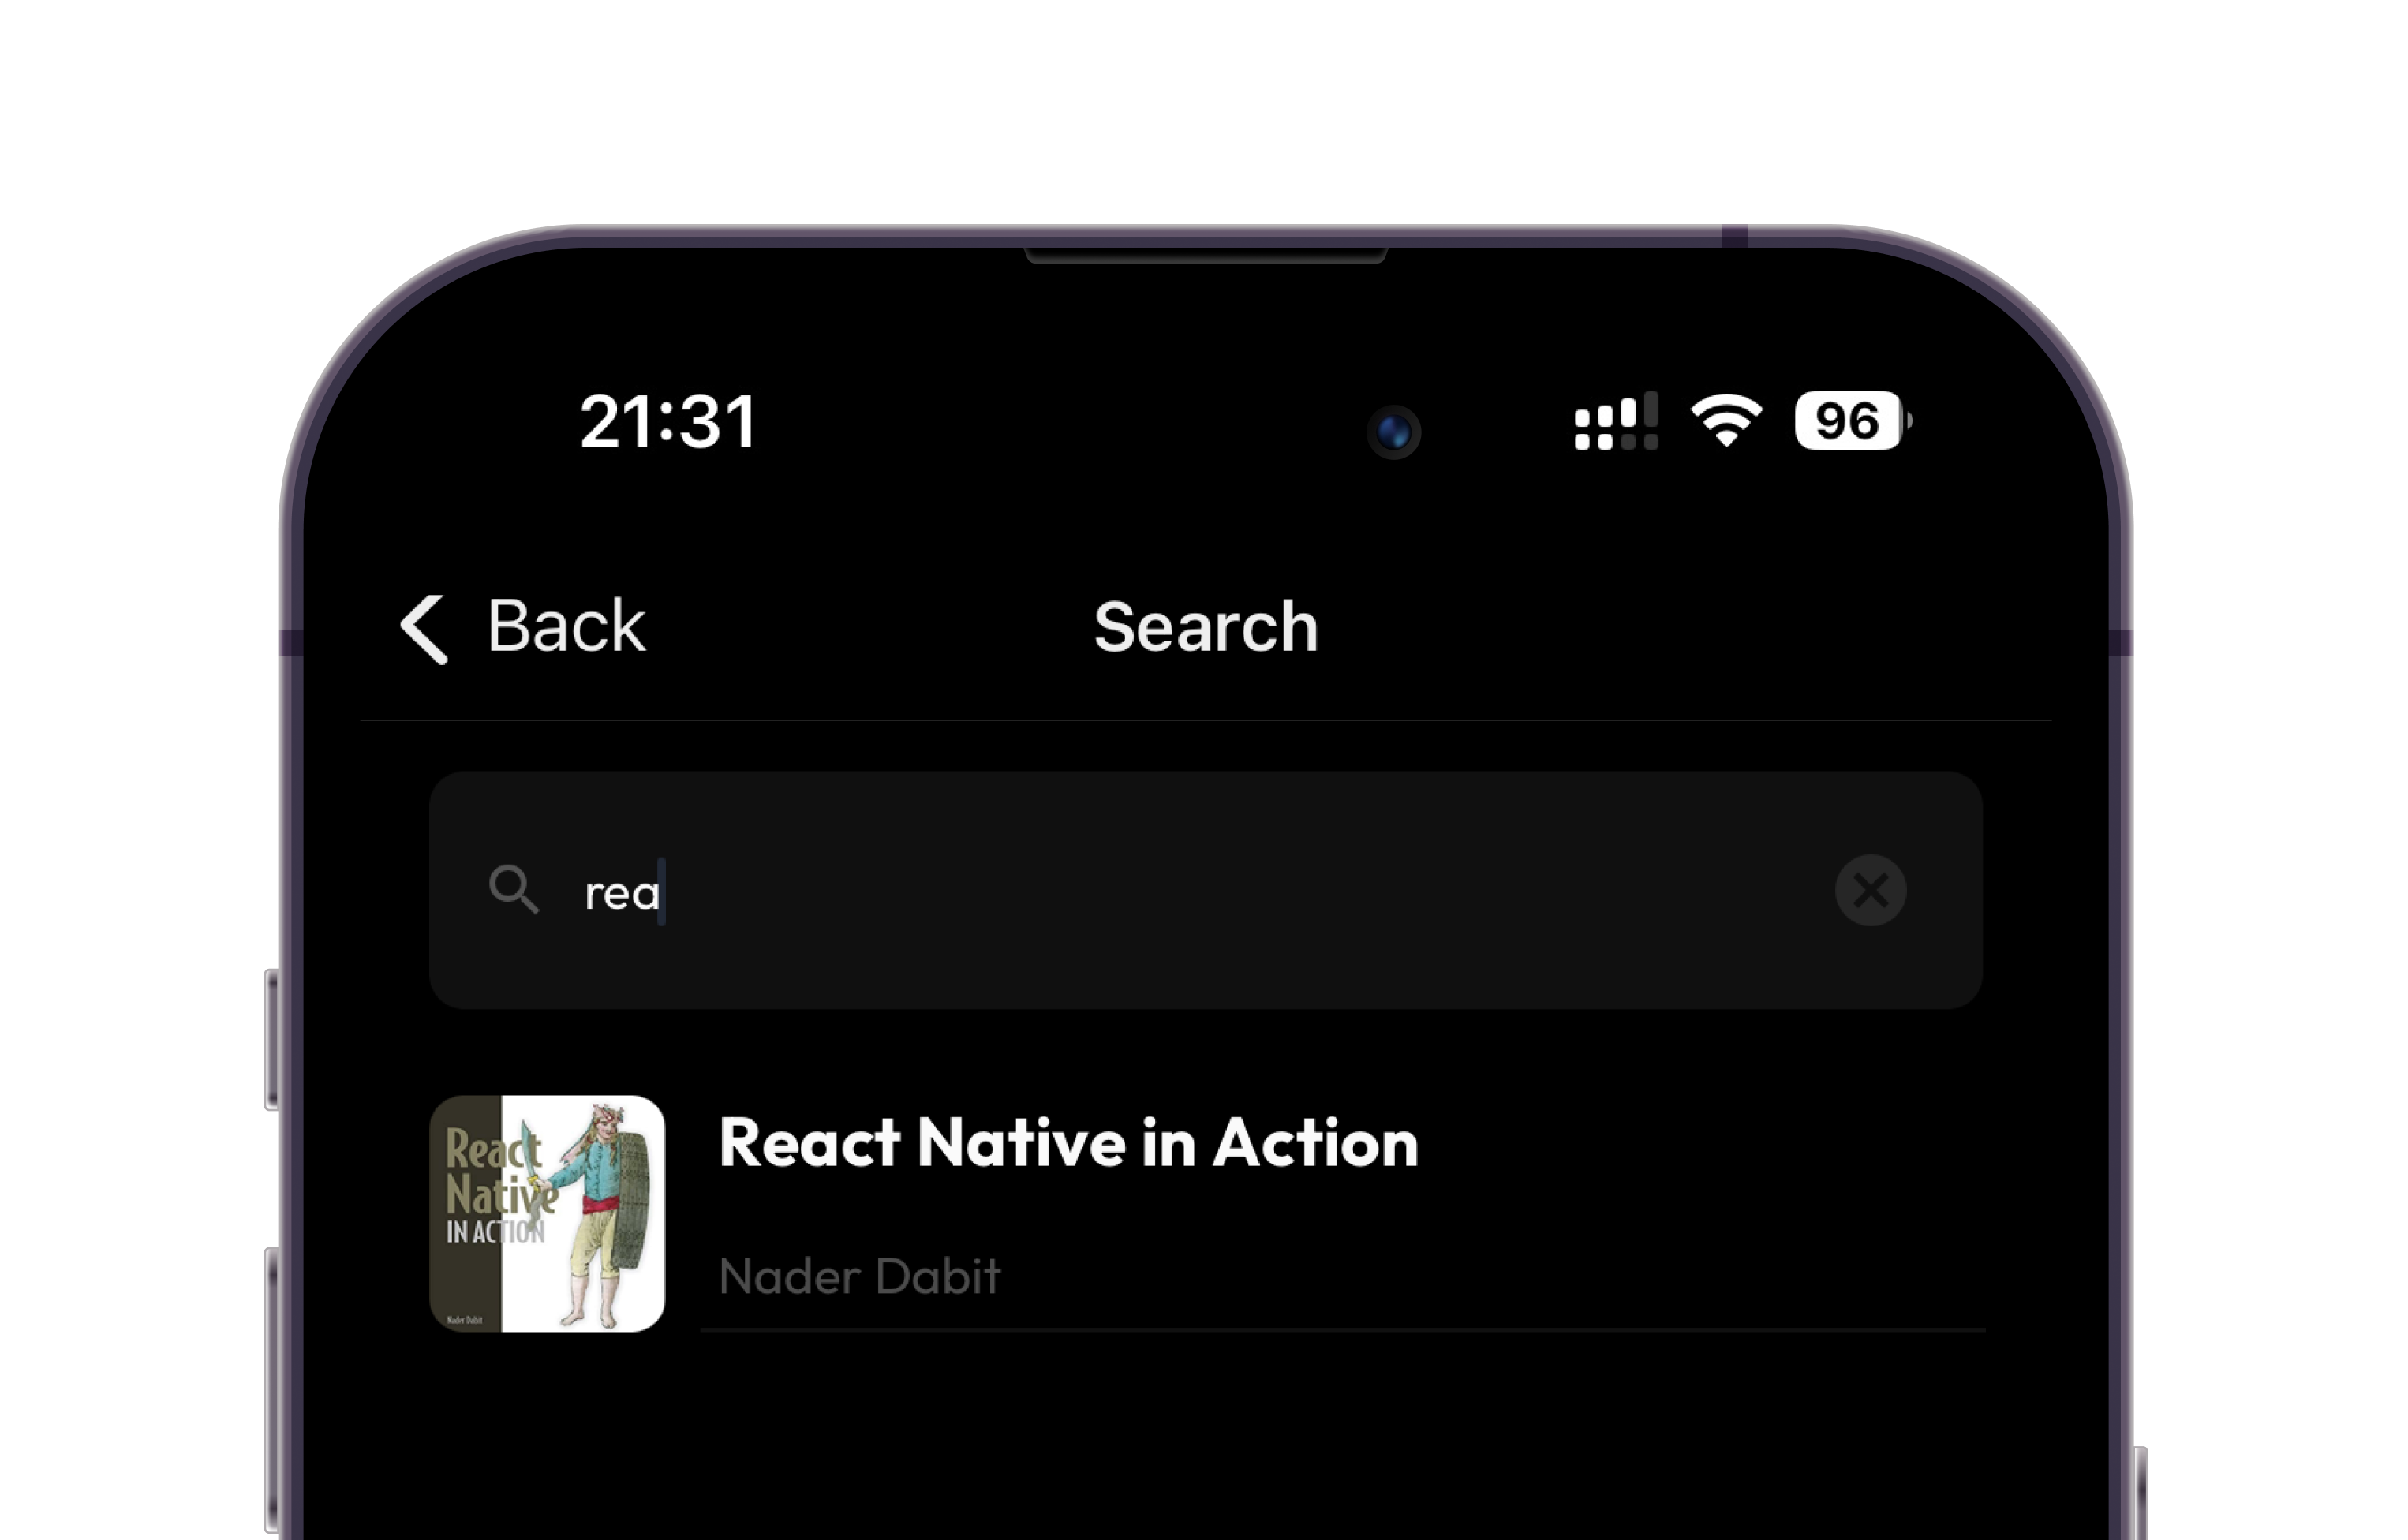 21:31
96
Back
Search
rea
React Native in Action
Nader Dabit
React
Native
IN ACTION
Nader Dabit